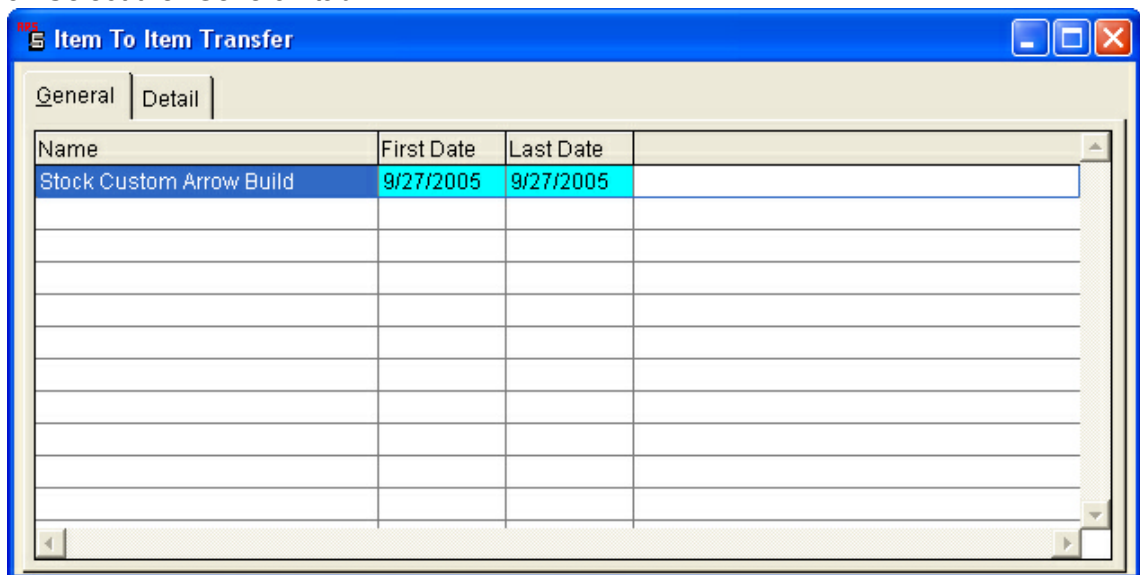 Item To Item Transfer
General Detail
Name First Date Last Date
Stock Custom Arrow Build 9/27/2005 9/27/2005